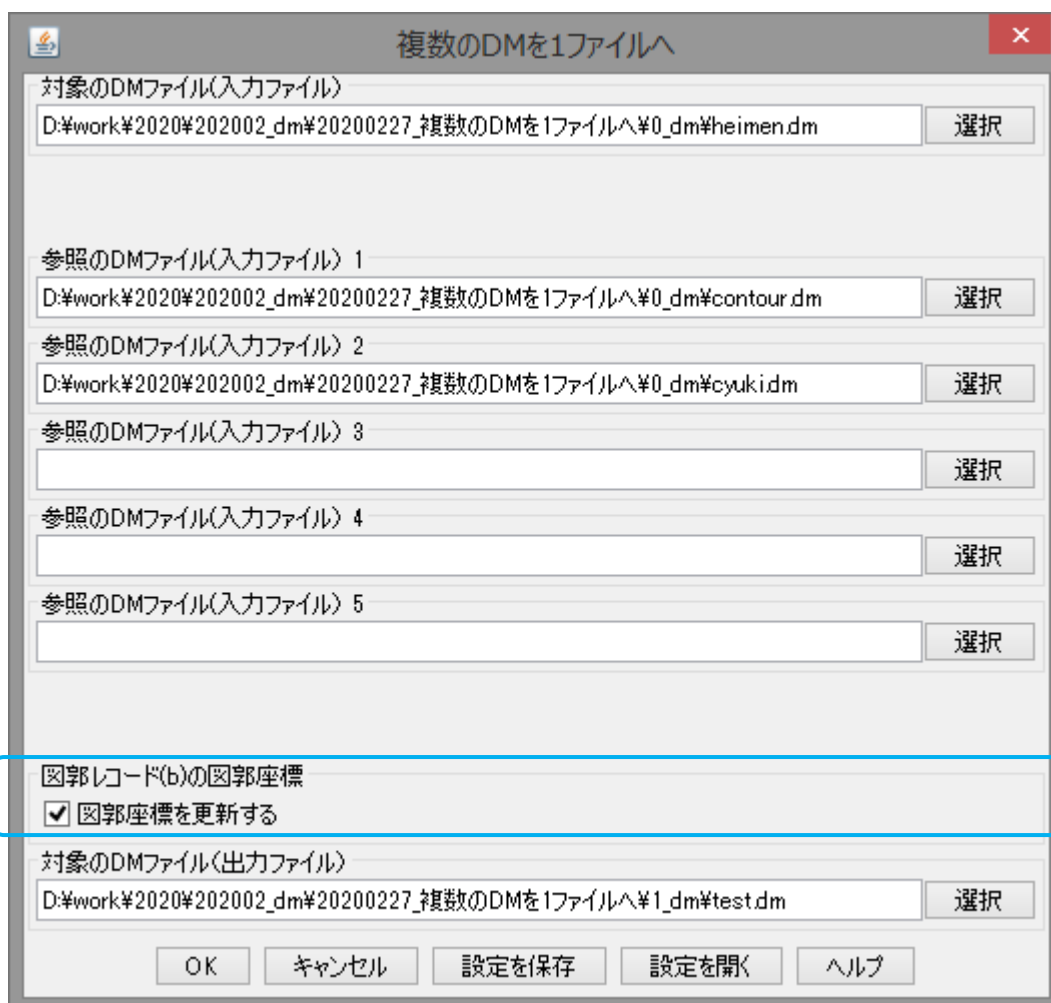 複数のDMを1ファイルへ
対象のDMファイル(入力ファイル)
D:¥work¥2020¥202002_dm¥20200227_複数のDMを1ファイルへ¥0_dm¥heimen.dm 選択
参照のDMファイル(入力ファイル) 1
D:¥work¥2020¥202002_dm¥20200227_複数のDMを1ファイルへ¥0_dm¥contour.dm 選択
参照のDMファイル(入力ファイル) 2
D:¥work¥2020¥202002_dm¥20200227_複数のDMを1ファイルへ¥0_dm¥cyuki.dm 選択
参照のDMファイル(入力ファイル) 3
選択
参照のDMファイル(入力ファイル) 4
選択
参照のDMファイル(入力ファイル) 5
選択
図郭レコード(b)の図郭座標
図郭座標を更新する
対象のDMファイル(出力ファイル)
D:¥work¥2020¥202002_dm¥20200227_複数のDMを1ファイルへ¥1_dm¥test.dm 選択
OK キャンセル 設定を保存 設定を開く ヘルプ